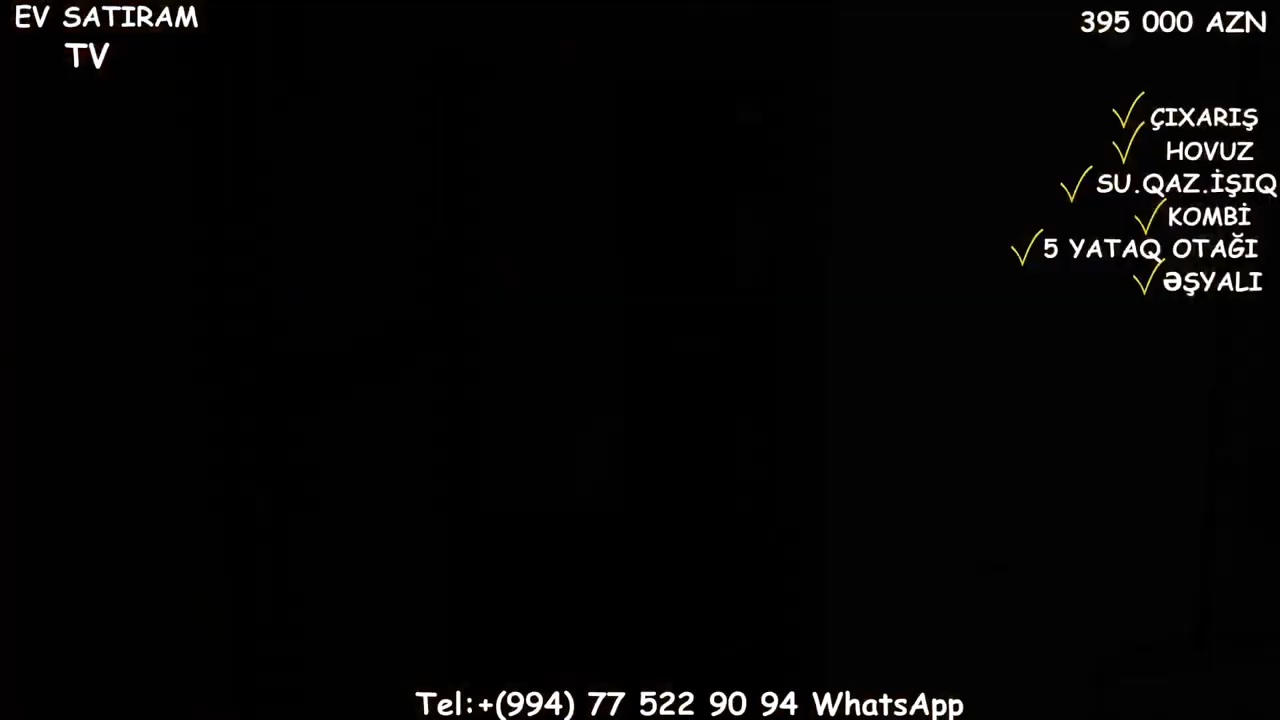 EV SATIRAM
TV
395 000 AZN
ÇIXARIŞ
HOVUZ
SU.QAZ.İŞIQ
KOMBİ
5 YATAQ OTAĞI
ƏŞYALI
Tel:+(994) 77 522 90 94 WhatsApp